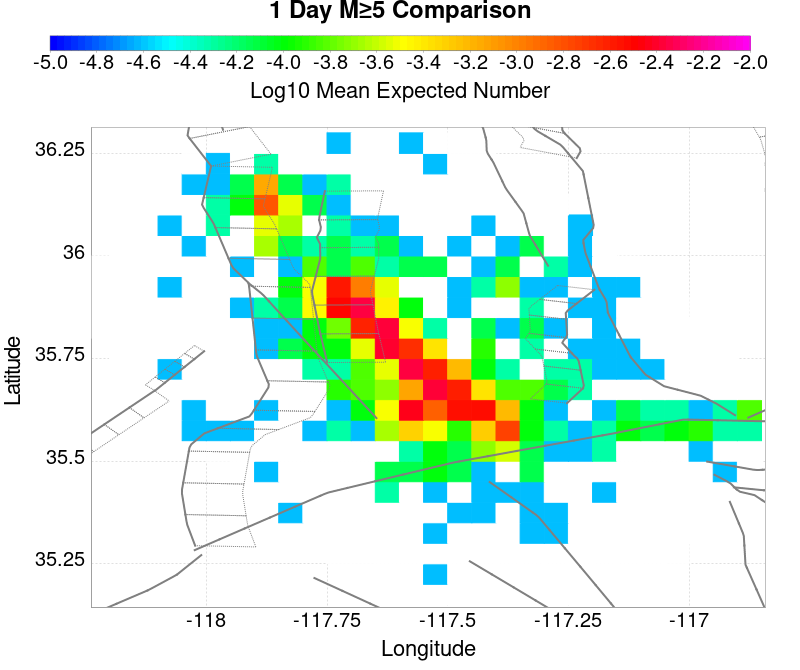 1 Day M≥5 Comparison
-5.0 -4.8 -4.6 -4.4 -4.2 -4.0 -3.8 -3.6 -3.4 -3.2 -3.0 -2.8 -2.6 -2.4 -2.2 -2.0
Log10 Mean Expected Number
36.25
36
35.75
35.5
35.25
Latitude
-118 -117.75 -117.5 -117.25 -117
Longitude